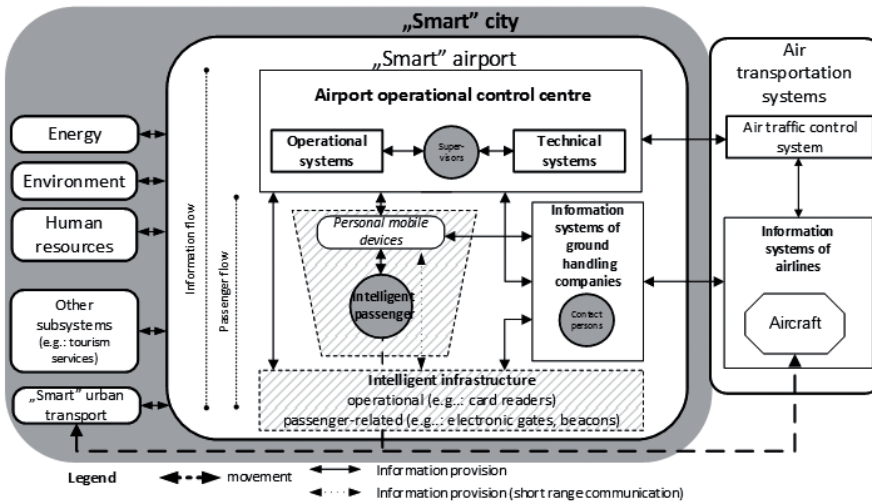 „Smart” city
„Smart” airport
Airport operational control centre
Operational
systems
Super-
visors
Technical
systems
Air
transportation
systems
Air traffic control
system
Energy
Environment
Human
resources
Other
subsystems
(e.g.: tourism
services)
„Smart” urban
transport
Information flow
Passenger flow
Personal mobile
devices
Intelligent
passenger
Information
systems of
ground
handling
companies
Contact
persons
Information
systems of
airlines
Aircraft
Intelligent infrastructure
operational (e.g..: card readers)
passenger-related (e.g..: electronic gates, beacons)
Legend
movement
Information provision
Information provision (short range communication)